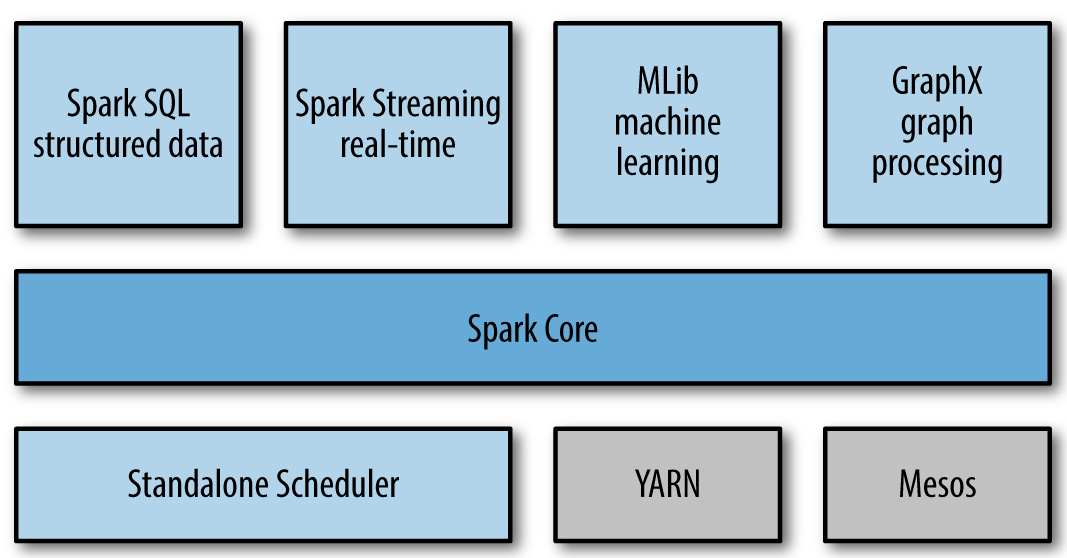 Spark SQL
structured data
Spark Streaming
real-time
MLib
machine
learning
GraphX
graph
processing
Spark Core
Standalone Scheduler
YARN
Mesos